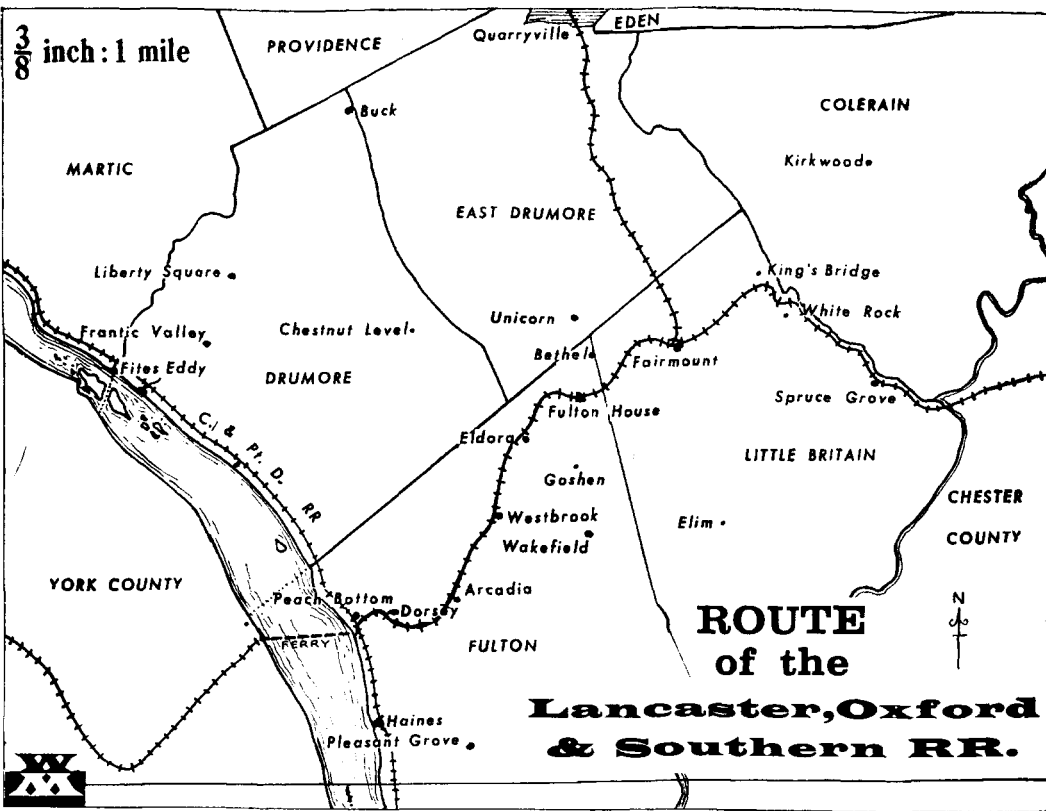 3/8 inch : 1 mile
PROVIDENCE
Quarryville
EDEN
Buck
COLERAIN
Kirkwood
MARTIC
EAST DRUMORE
Liberty Square
King's Bridge
White Rock
Unicorn
Chestnut Level
Frantic Valley
Bethel
Fairmount
Fites Eddy
DRUMORE
Spruce Grove
Fulton House
C. & Pt. D. RR
Eldora
LITTLE BRITAIN
Goshen
CHESTER
COUNTY
Westbrook
Elim
Wakefield
YORK COUNTY
Arcadia
Peach Bottom
Dorsey
N
FERRY
FULTON
ROUTE
of the
Lancaster,Oxford
& Southern RR.
Haines
Pleasant Grove
W